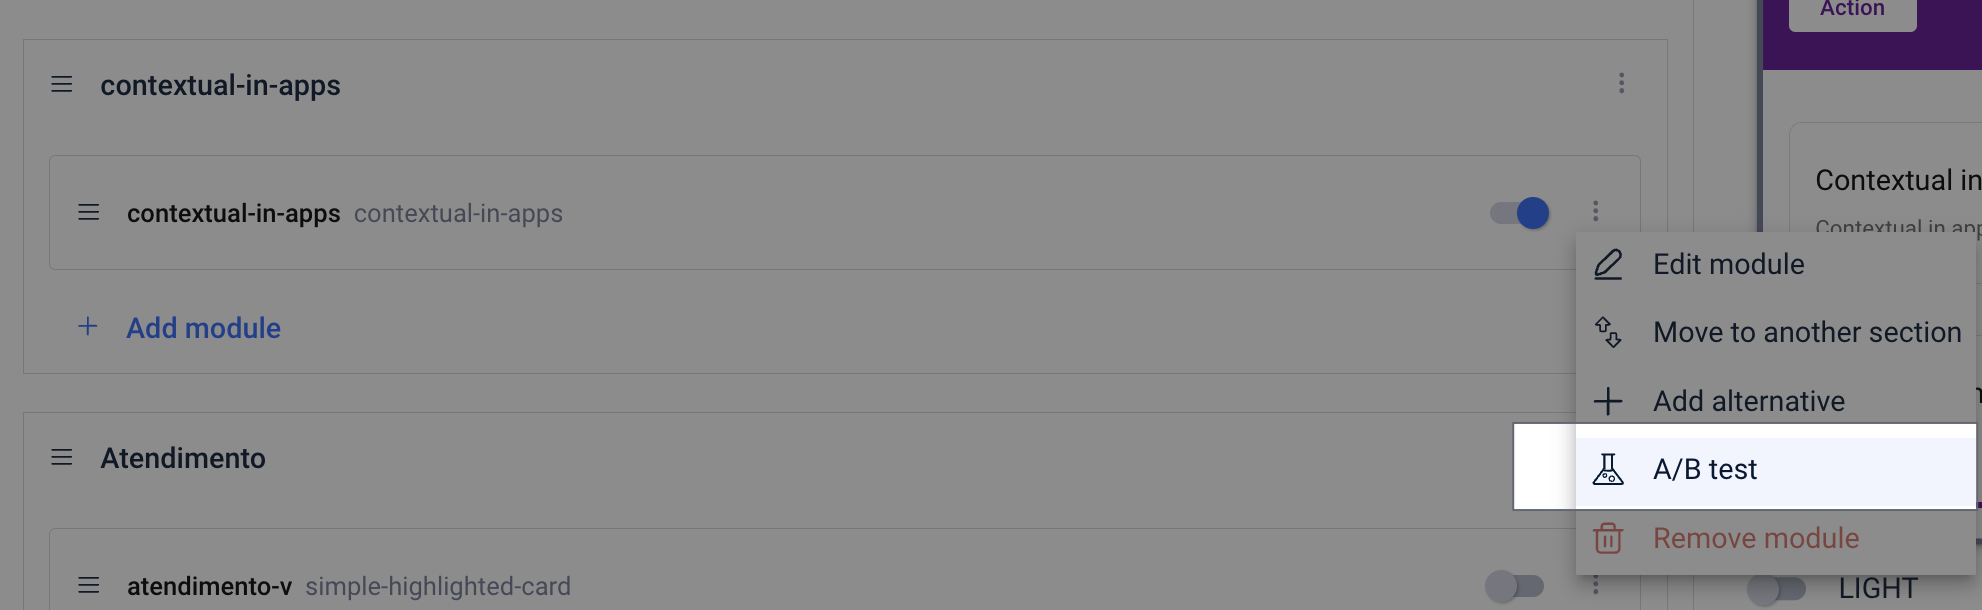 Action
contextual-in-apps
contextual-in-apps contextual-in-apps
Add module
Contextual in
Contextual in app
Edit module
Move to another section
Add alternative
A/B test
Remove module
Atendimento
atendimento-v simple-highlighted-card
LIGHT